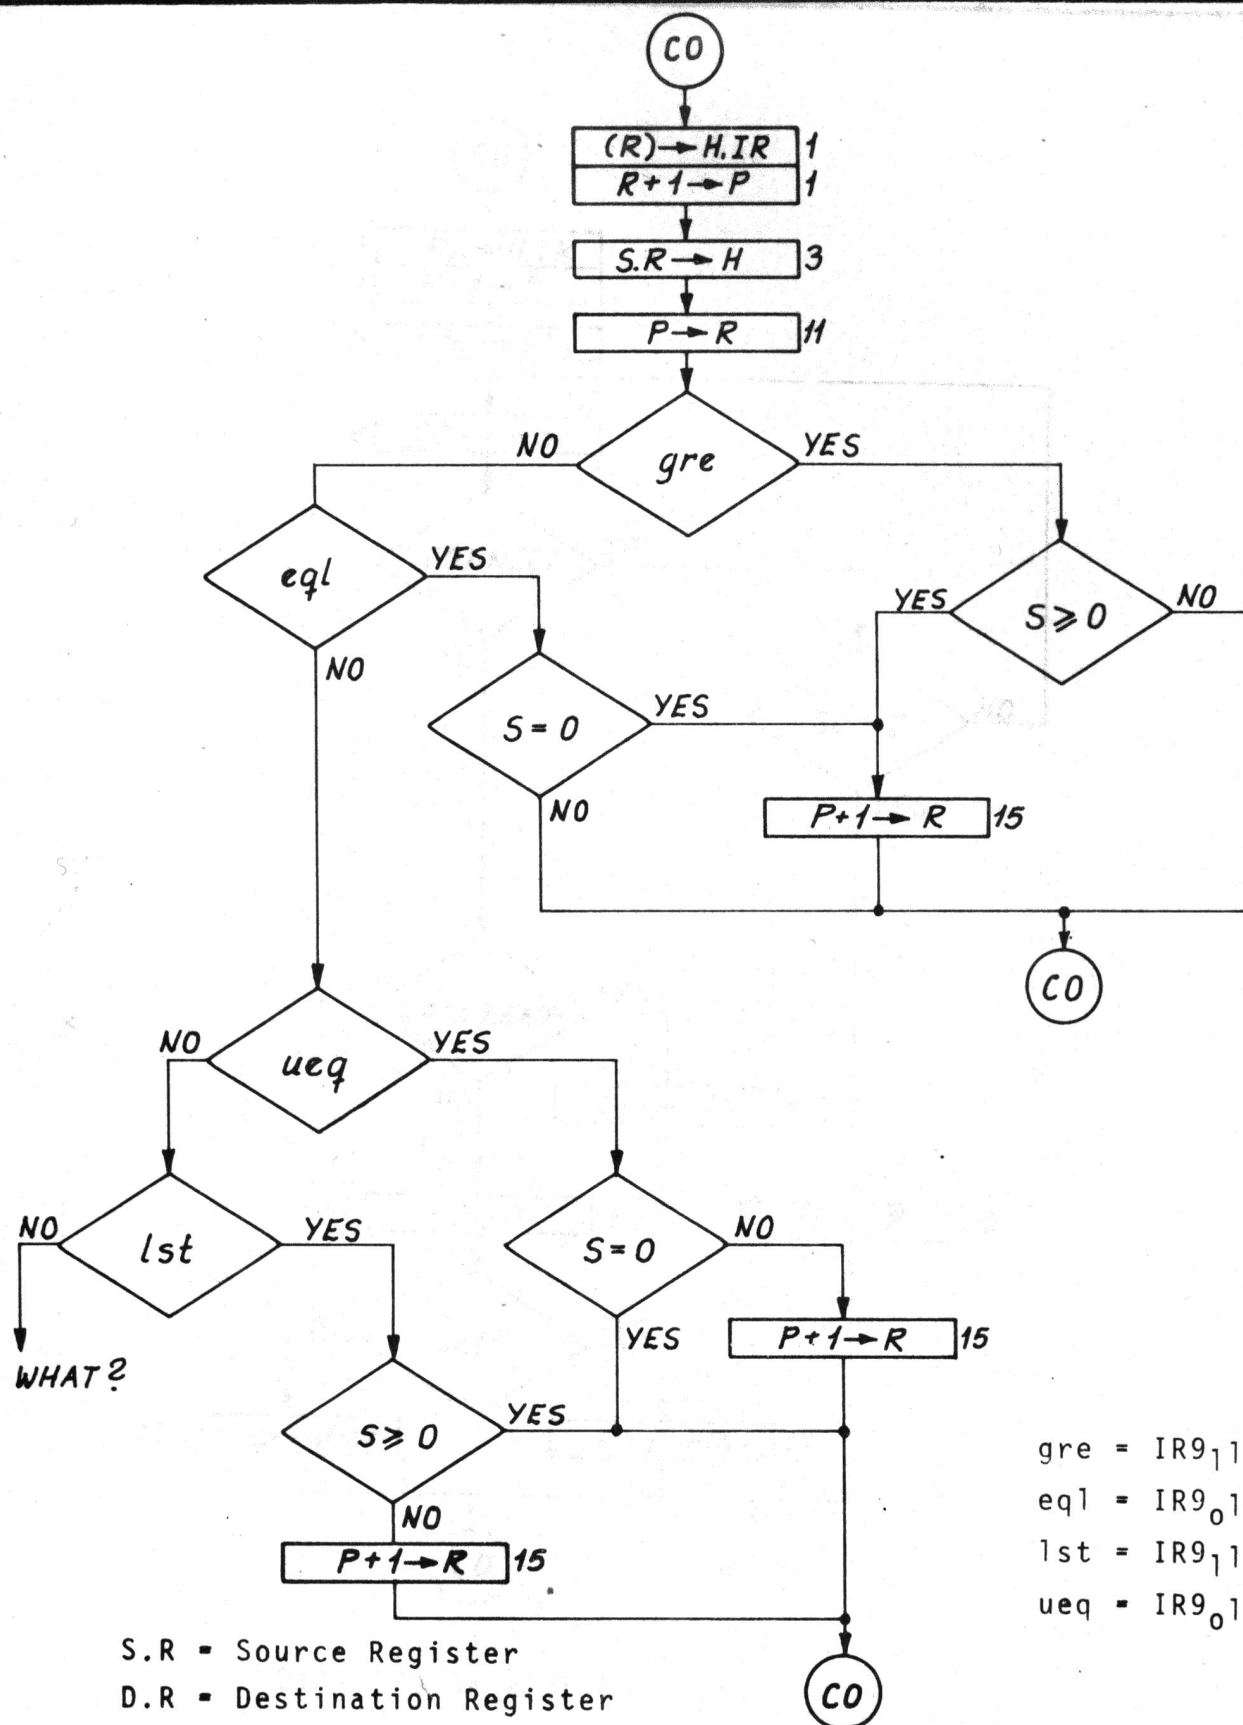 CO
(R)→H.IR 1
R+1→P 1
S.R→H 3
P→R 11
NO gre YES
eql YES
NO
YES S≥0 NO
S=0 YES
NO
P+1→R 15
CO
NO ueq YES
NO lst YES
S=0 NO
YES
P+1→R 15
WHAT?
S≥0 YES
NO
P+1→R 15
gre = IR9₁1
eql = IR9₀1
lst = IR9₁1
ueq = IR9₀1
S.R = Source Register
D.R = Destination Register
CO